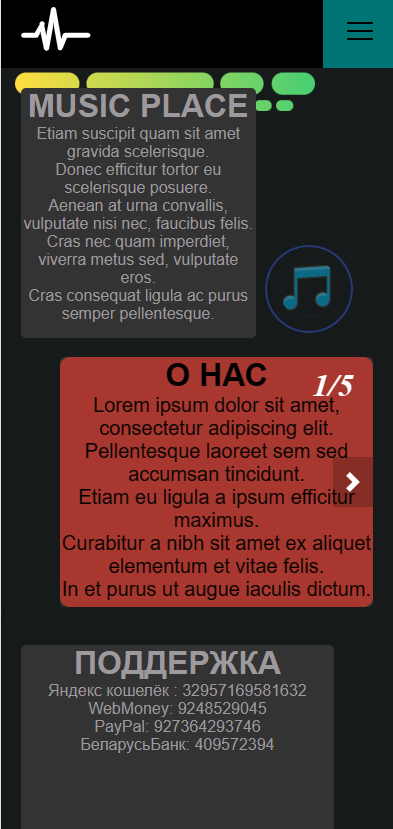 MUSIC PLACE
Etiam suscipit quam sit amet
gravida scelerisque.
Donec efficitur tortor eu
scelerisque posuere.
Aenean at urna convallis,
vulputate nisi nec, faucibus felis.
Cras nec quam imperdiet,
viverra metus sed, vulputate
eros.
Cras consequat ligula ac purus
semper pellentesque.
О НАС
1/5
Lorem ipsum dolor sit amet,
consectetur adipiscing elit.
Pellentesque laoreet sem sed
accumsan tincidunt.
Etiam eu ligula a ipsum efficitur
maximus.
Curabitur a nibh sit amet ex aliquet
elementum et vitae felis.
In et purus ut augue iaculis dictum.
ПОДДЕРЖКА
Яндекс кошелёк : 32957169581632
WebMoney: 9248529045
PayPal: 927364293746
БеларусьБанк: 409572394